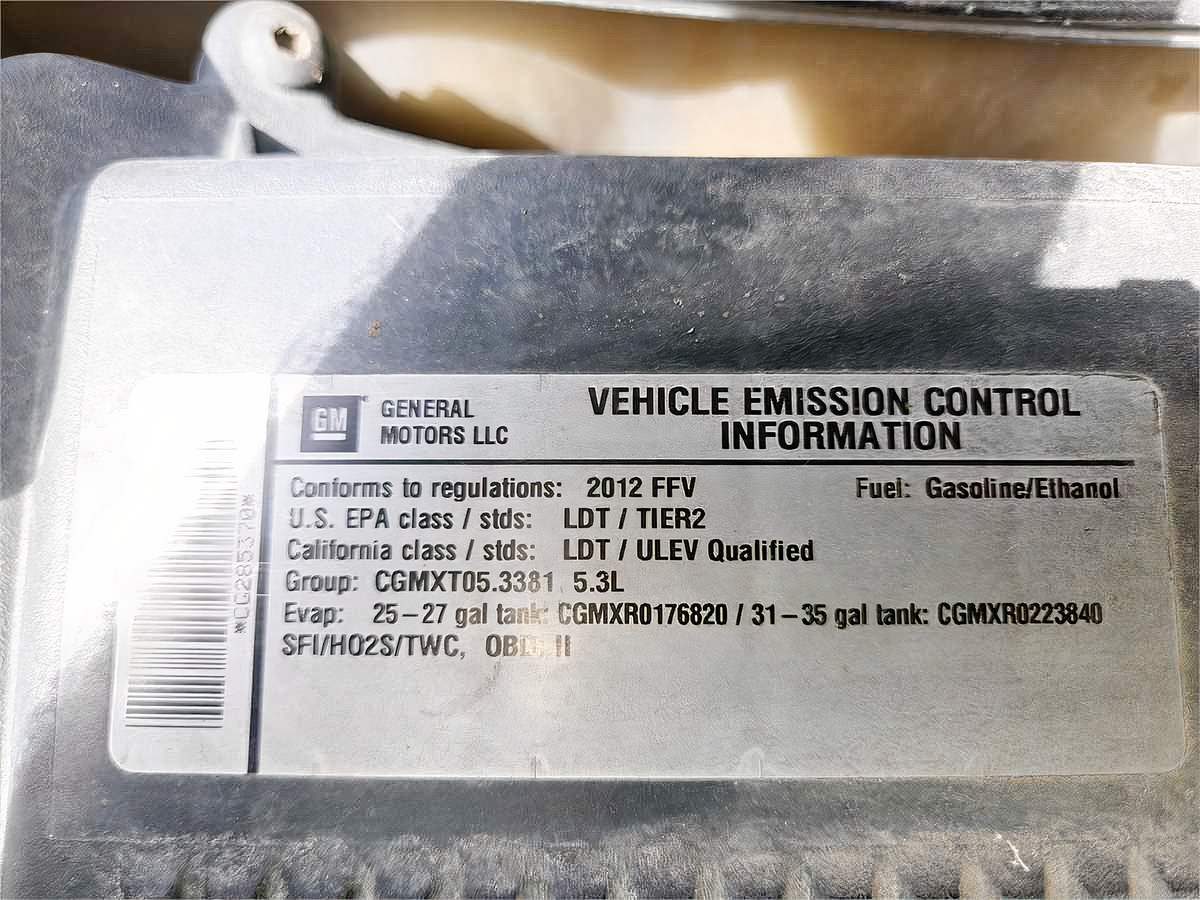 GM
GENERAL
MOTORS LLC
VEHICLE EMISSION CONTROL
INFORMATION
Conforms to regulations: 2012 FFV
Fuel: Gasoline/Ethanol
U.S. EPA class / stds: LDT / TIER2
California class / stds: LDT / ULEV Qualified
Group: CGMXT05.3381 5.3L
Evap: 25–27 gal tank: CGMXR0176820 / 31–35 gal tank: CGMXR0223840
SFI/HO2S/TWC, OBD II